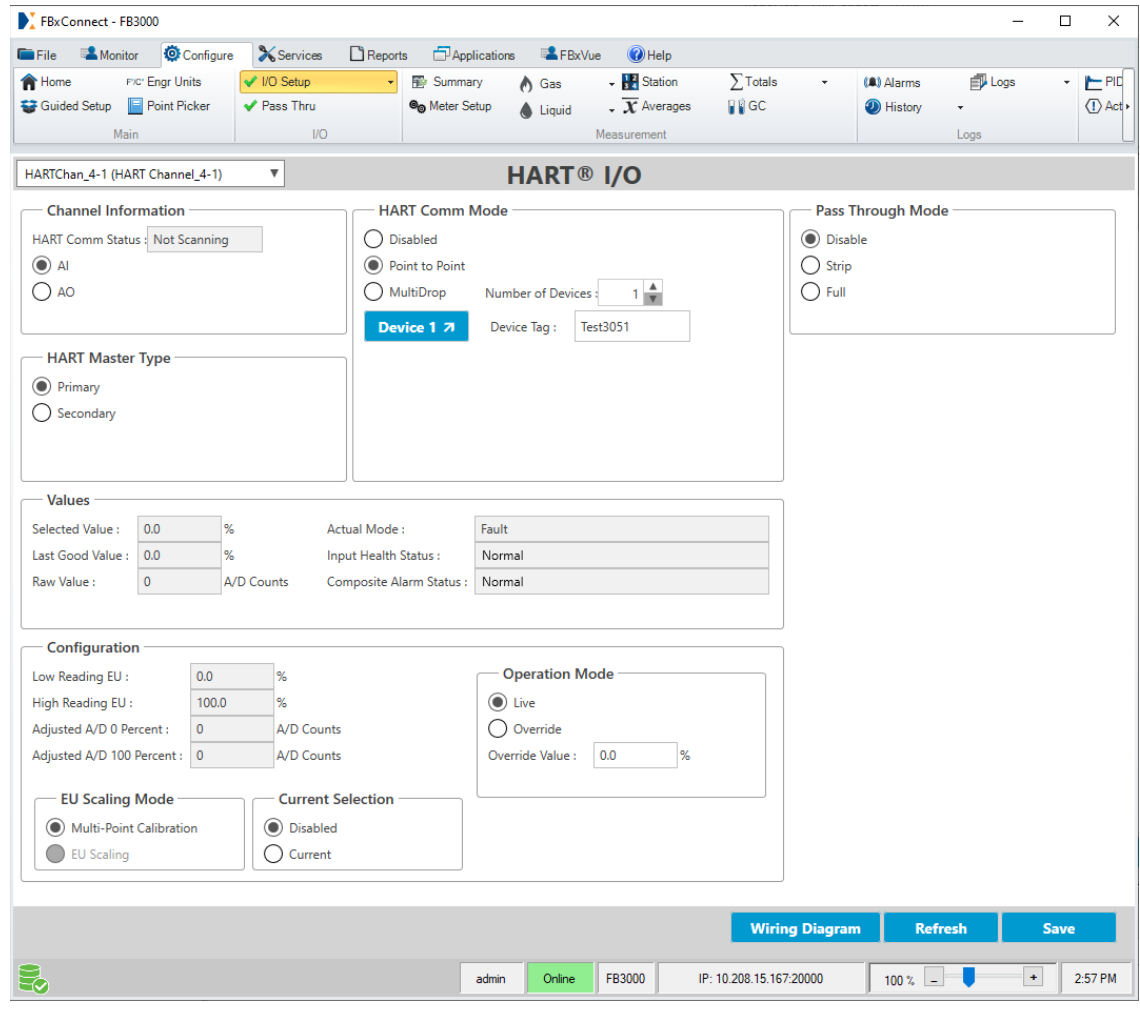 FBxConnect - FB3000
File Monitor Configure Services Reports Applications FBxVue Help
Home Engr Units I/O Setup Summary Gas Station Totals Alarms Logs PID
Guided Setup Point Picker Pass Thru Meter Setup Liquid Averages GC History Act
Main I/O Measurement Logs
HARTChan_4-1 (HART Channel_4-1)
HART® I/O
Channel Information
HART Comm Status : Not Scanning
AI
AO
HART Comm Mode
Disabled
Point to Point
MultiDrop Number of Devices : 1
Device 1 Device Tag : Test3051
Pass Through Mode
Disable
Strip
Full
HART Master Type
Primary
Secondary
Values
Selected Value : 0.0 % Actual Mode : Fault
Last Good Value : 0.0 % Input Health Status : Normal
Raw Value : 0 A/D Counts Composite Alarm Status : Normal
Configuration
Low Reading EU : 0.0 %
High Reading EU : 100.0 %
Adjusted A/D 0 Percent : 0 A/D Counts
Adjusted A/D 100 Percent : 0 A/D Counts
Operation Mode
Live
Override
Override Value : 0.0 %
EU Scaling Mode
Multi-Point Calibration
EU Scaling
Current Selection
Disabled
Current
Wiring Diagram Refresh Save
admin Online FB3000 IP: 10.208.15.167:20000 100 % - + 2:57 PM